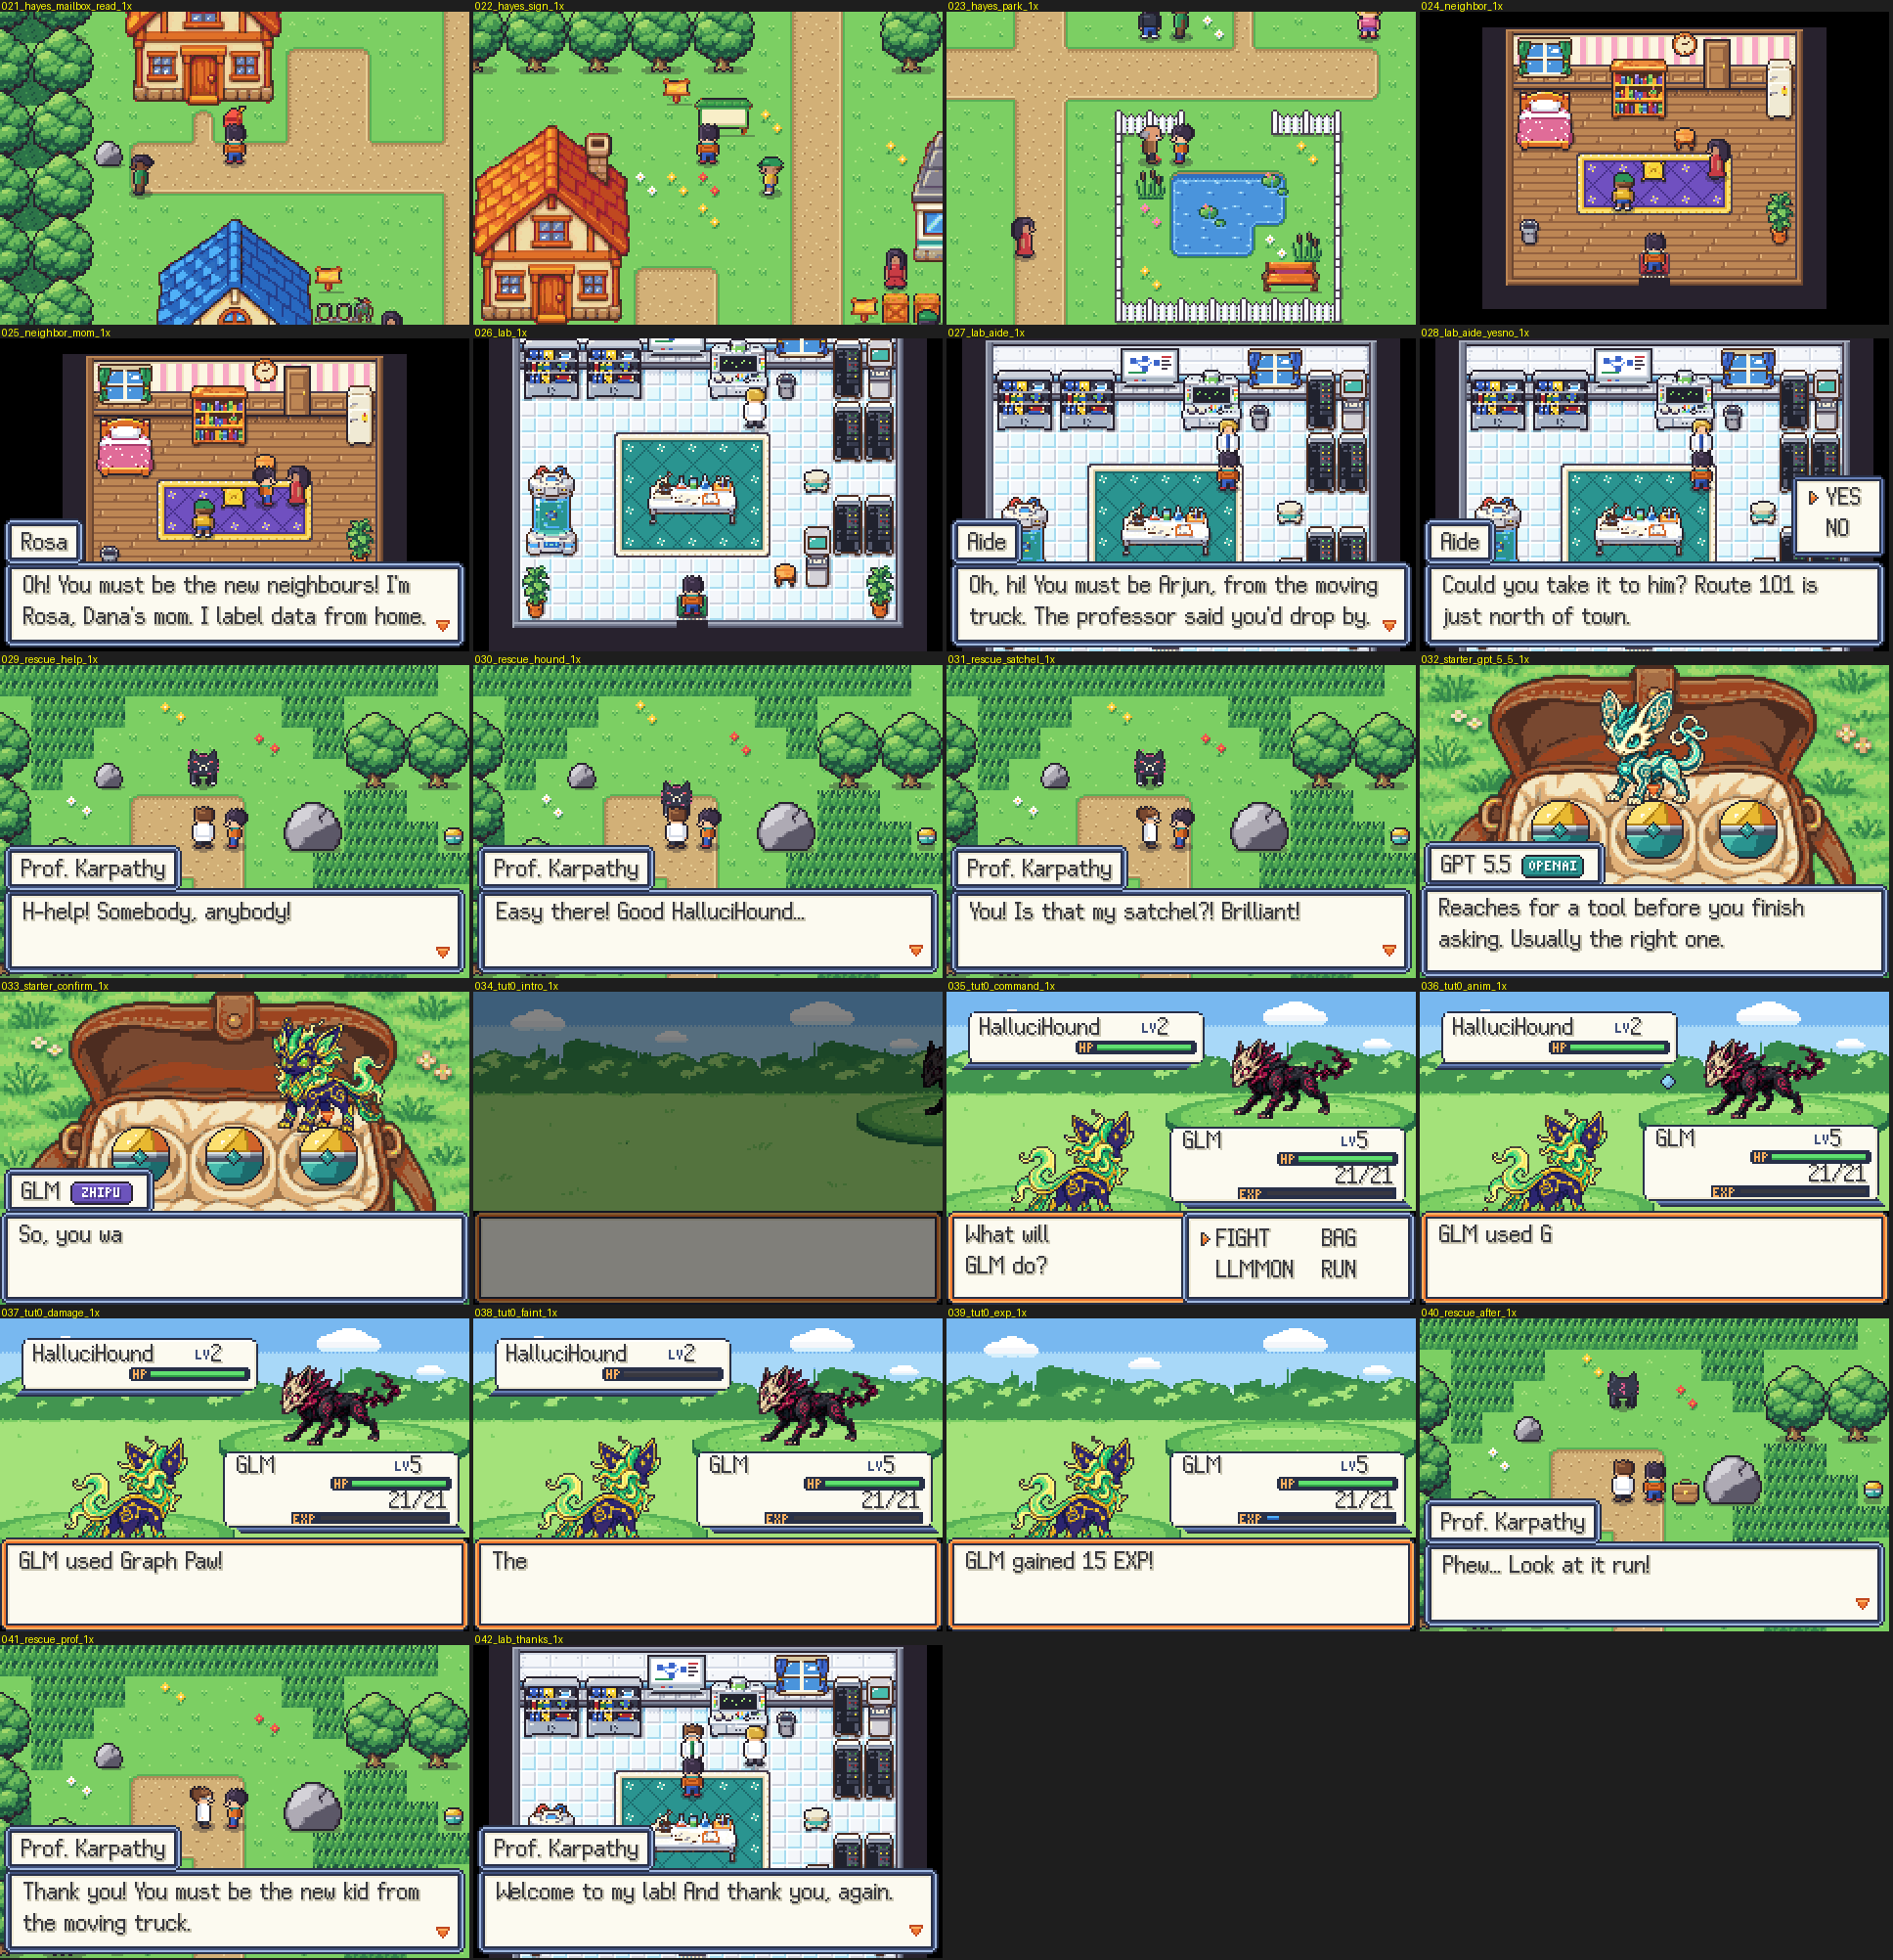 021_hayes_mailbox_read_1x
022_hayes_sign_1x
023_hayes_park_1x
024_neighbor_1x
025_neighbor_mom_1x
Rosa
Oh! You must be the new neighbours! I'm
Rosa, Dana's mom. I label data from home.
026_lab_1x
027_lab_aide_1x
Aide
Oh, hi! You must be Arjun, from the moving
truck. The professor said you'd drop by.
028_lab_aide_yesno_1x
YES
NO
Aide
Could you take it to him? Route 101 is
just north of town.
029_rescue_help_1x
Prof. Karpathy
H-help! Somebody, anybody!
030_rescue_hound_1x
Prof. Karpathy
Easy there! Good HalluciHound...
031_rescue_satchel_1x
Prof. Karpathy
You! Is that my satchel?! Brilliant!
032_starter_gpt_5_5_1x
GPT 5.5 OPENAI
Reaches for a tool before you finish
asking. Usually the right one.
033_starter_confirm_1x
GLM ZHIPU
So, you wa
034_tut0_intro_1x
035_tut0_command_1x
HalluciHound Lv2
HP
GLM Lv5
HP
21/21
EXP
What will
GLM do?
FIGHT BAG
LLMMON RUN
036_tut0_anim_1x
HalluciHound Lv2
HP
GLM Lv5
HP
21/21
EXP
GLM used G
037_tut0_damage_1x
HalluciHound Lv2
HP
GLM Lv5
HP
21/21
EXP
GLM used Graph Paw!
038_tut0_faint_1x
HalluciHound Lv2
HP
GLM Lv5
HP
21/21
EXP
The
039_tut0_exp_1x
GLM Lv5
HP
21/21
EXP
GLM gained 15 EXP!
040_rescue_after_1x
Prof. Karpathy
Phew... Look at it run!
041_rescue_prof_1x
Prof. Karpathy
Thank you! You must be the new kid from
the moving truck.
042_lab_thanks_1x
Prof. Karpathy
Welcome to my lab! And thank you, again.